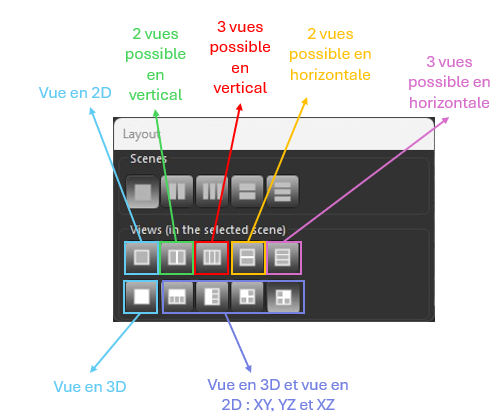 Vue en 2D
2 vues
possible
en
vertical
3 vues
possible
en
vertical
2 vues
possible en
horizontale
3 vues
possible en
horizontale
Layout
Scenes
Views (in the selected scene)
Vue en 3D
Vue en 3D et vue en
2D : XY, YZ et XZ